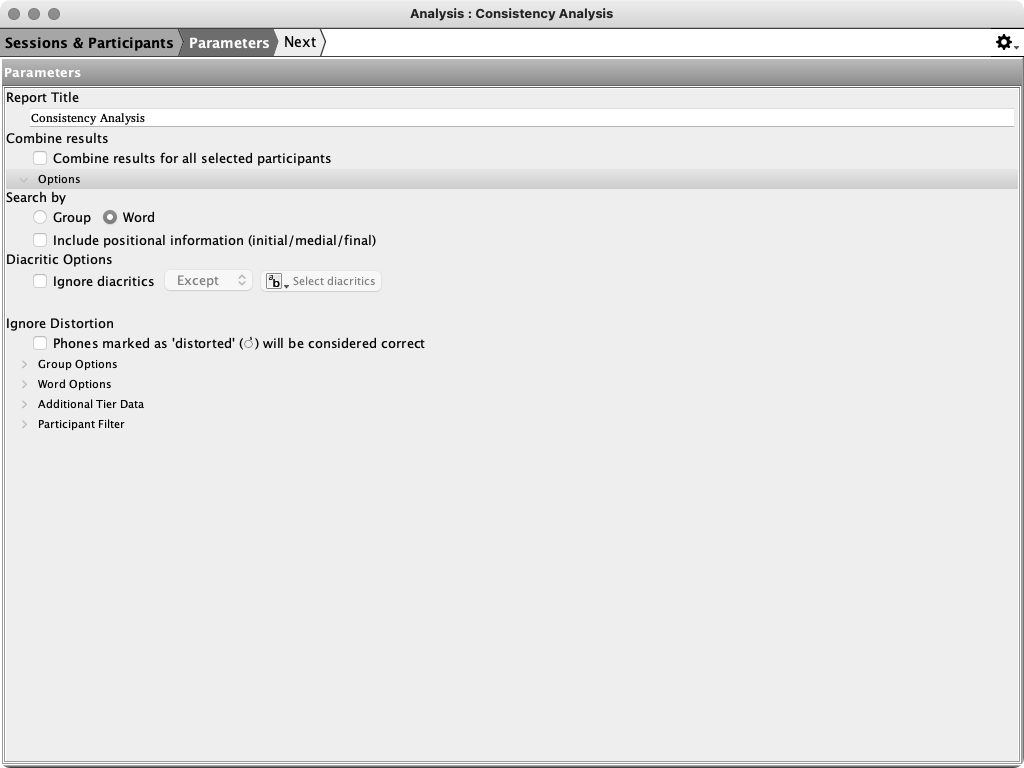 Analysis : Consistency Analysis
Sessions & Participants Parameters Next
Parameters
Report Title
Consistency Analysis
Combine results
Combine results for all selected participants
Options
Search by
Group Word
Include positional information (initial/medial/final)
Diacritic Options
Ignore diacritics Except Select diacritics
Ignore Distortion
Phones marked as 'distorted' (◌̇) will be considered correct
Group Options
Word Options
Additional Tier Data
Participant Filter